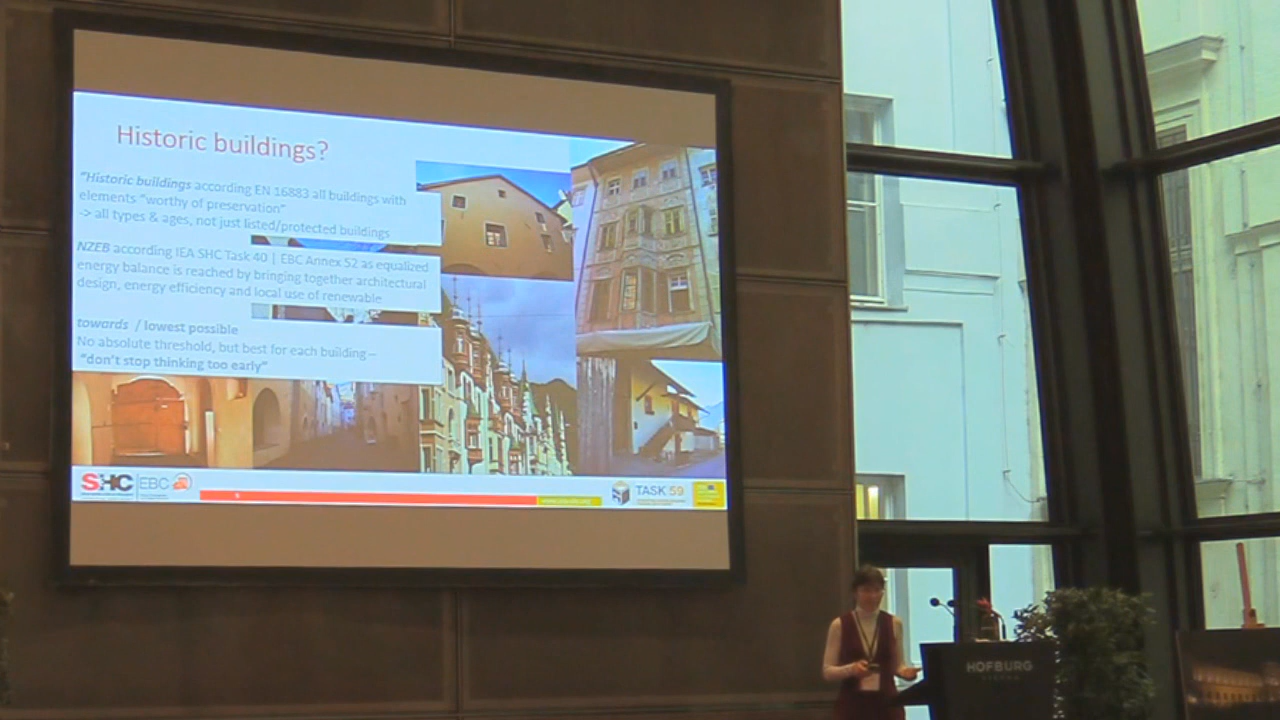 Historic buildings?
"Historic buildings according EN 16883 all buildings with
elements "worthy of preservation"
-> all types & ages, not just listed/protected buildings
NZEB according IEA SHC Task 40 | EBC Annex 52 as equalized
energy balance is reached by bringing together architectural
design, energy efficiency and local use of renewable
towards / lowest possible
No absolute threshold, but best for each building –
"don't stop thinking too early"
SHC EBC
TASK 59
HOFBURG